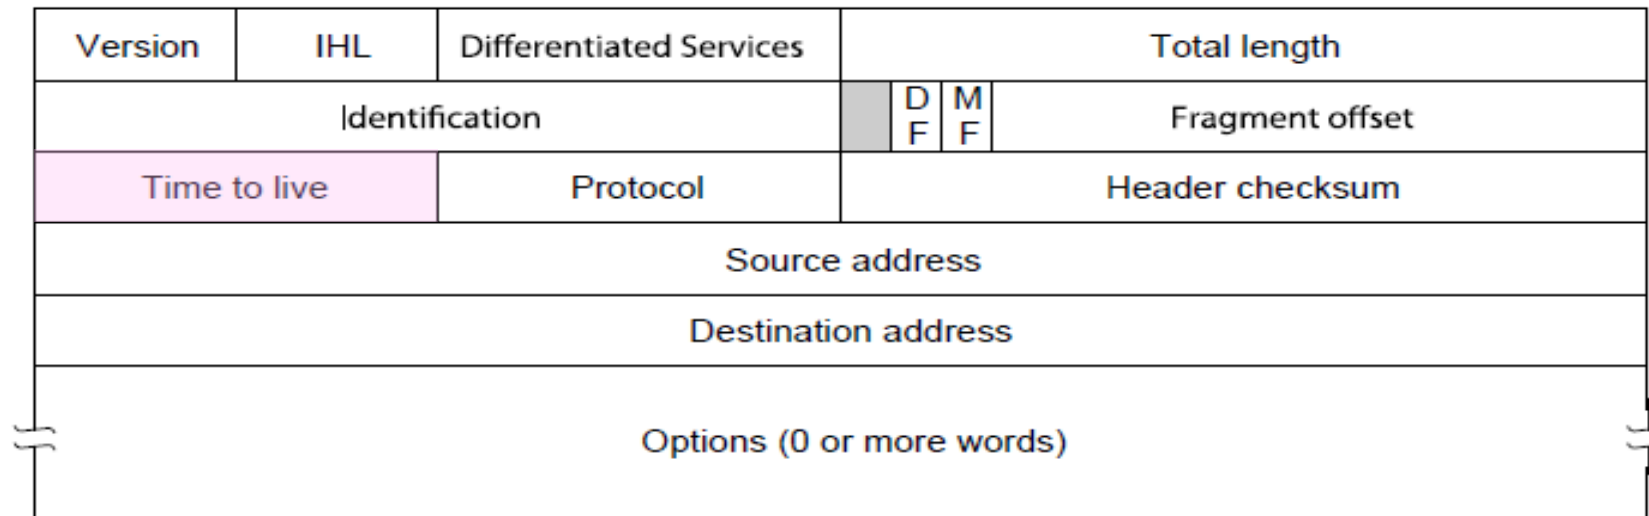 Version IHL Differentiated Services Total length
Identification D F M F Fragment offset
Time to live Protocol Header checksum
Source address
Destination address
Options (0 or more words)